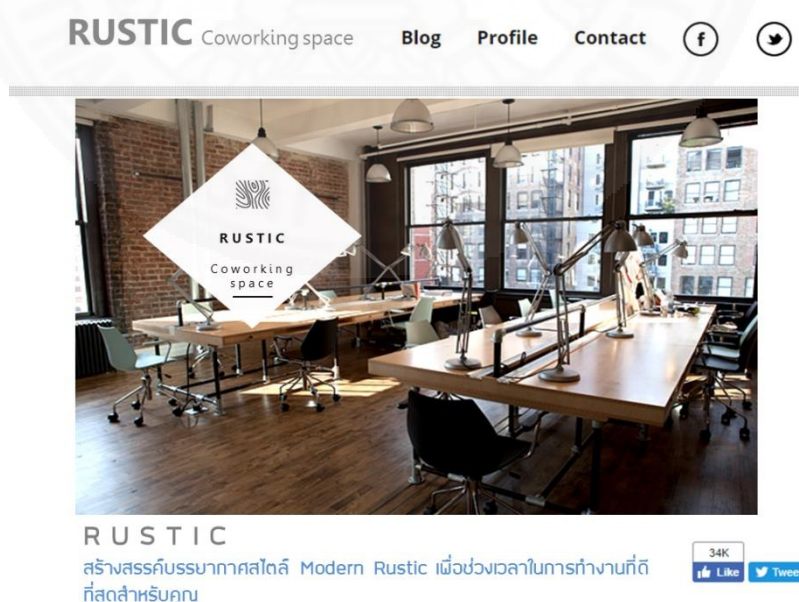 RUSTIC Coworking space Blog Profile Contact
RUSTIC
Coworking
space
RUSTIC
สร้างสรรค์บรรยากาศสไตล์ Modern Rustic เพื่อช่วงเวลาในการทำงานที่ดี
ที่สุดสำหรับคุณ
34K
Like Twee